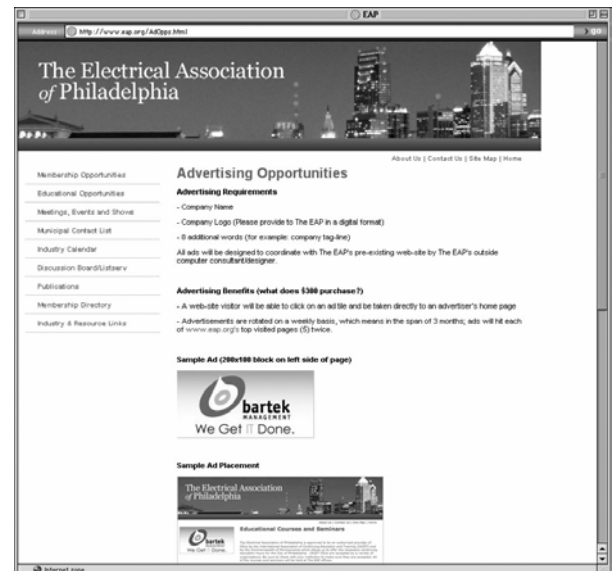 EAP
Address http://www.eap.org/AdOpps.html go
The Electrical Association
of Philadelphia
About Us | Contact Us | Site Map | Home
Membership Opportunities
Educational Opportunities
Meetings, Events and Shows
Municipal Contact List
Industry Calendar
Discussion Board/Listserv
Publications
Membership Directory
Industry & Resource Links
Advertising Opportunities
Advertising Requirements
- Company Name
- Company Logo (Please provide to The EAP in a digital format)
- 8 additional words (for example: company tag-line)
All ads will be designed to coordinate with The EAP's pre-existing web-site by The EAP's outside
computer consultant/designer.
Advertising Benefits (what does $300 purchase?)
- A web-site visitor will be able to click on an ad tile and be taken directly to an advertiser's home page
- Advertisements are rotated on a weekly basis, which means in the span of 3 months; ads will hit each
of www.eap.org's top visited pages (5) twice.
Sample Ad (200x100 block on left side of page)
bartek
MANAGEMENT
We Get IT Done.
Sample Ad Placement
The Electrical Association
of Philadelphia
bartek
We Get IT Done.
Educational Courses and Seminars
Internet zone